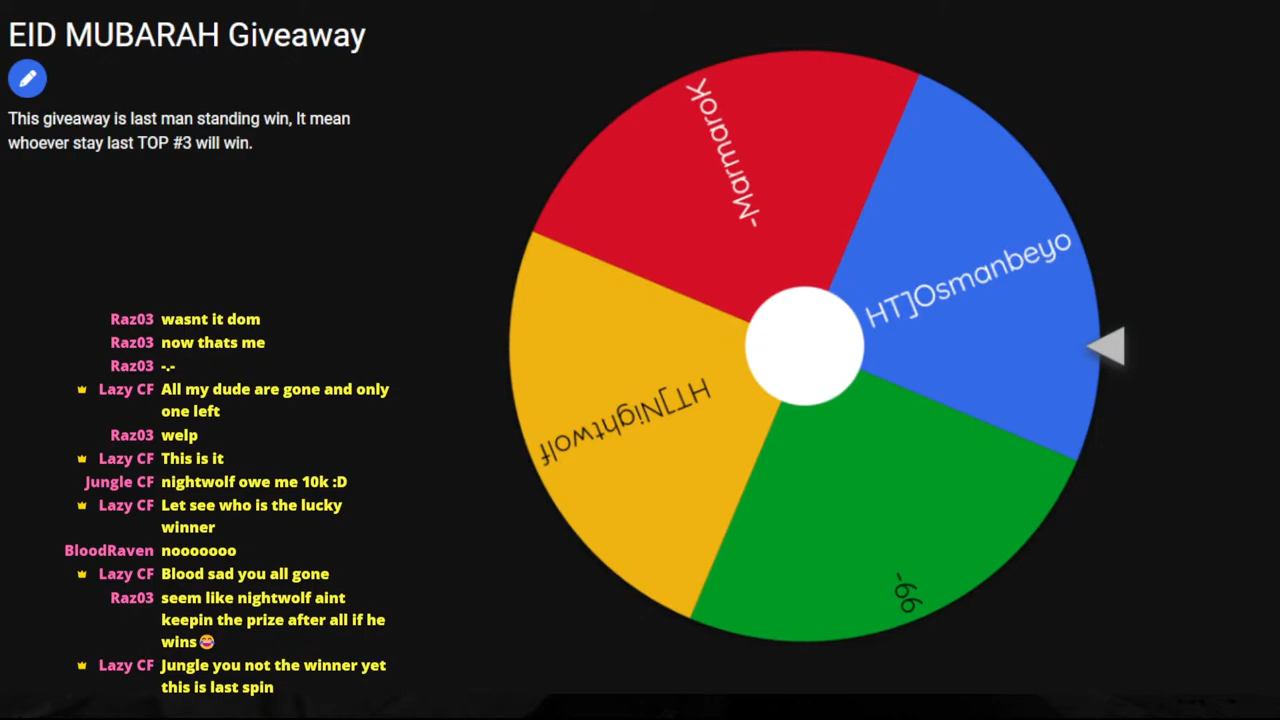 EID MUBARAH Giveaway
This giveaway is last man standing win, It mean
whoever stay last TOP #3 will win.
Raz03 wasnt it dom
Raz03 now thats me
Raz03 -.-
Lazy CF All my dude are gone and only
one left
Raz03 welp
Lazy CF This is it
Jungle CF nightwolf owe me 10k :D
Lazy CF Let see who is the lucky
winner
BloodRaven nooooooo
Lazy CF Blood sad you all gone
Raz03 seem like nightwolf aint
keepin the prize after all if he
wins😂
Lazy CF Jungle you not the winner yet
this is last spin
-Marmarok
HT]Osmanbeyo
HT]Nightwolf
-99